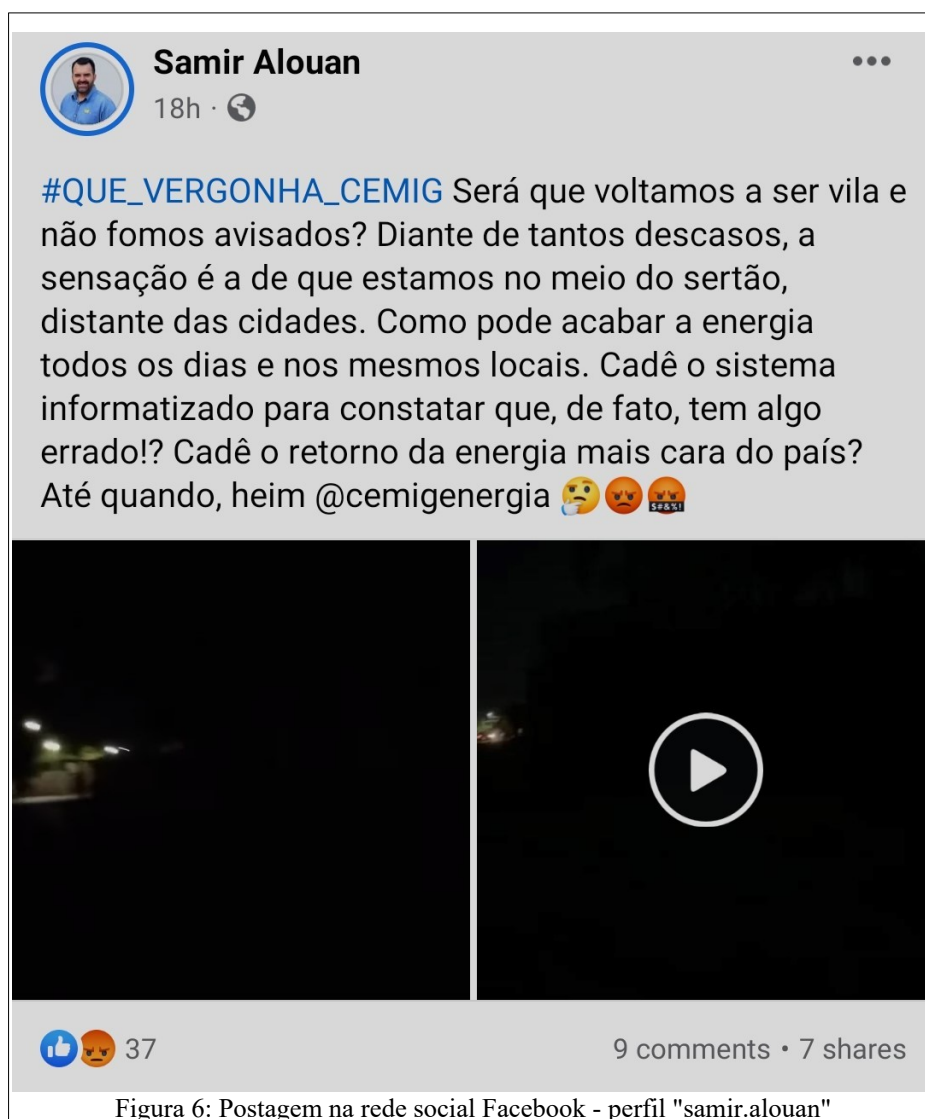 Samir Alouan
18h ·
#QUE_VERGONHA_CEMIG Será que voltamos a ser vila e
não fomos avisados? Diante de tantos descasos, a
sensação é a de que estamos no meio do sertão,
distante das cidades. Como pode acabar a energia
todos os dias e nos mesmos locais. Cadê o sistema
informatizado para constatar que, de fato, tem algo
errado!? Cadê o retorno da energia mais cara do país?
Até quando, heim @cemigenergia 🤔😡🤬
37
9 comments • 7 shares
Figura 6: Postagem na rede social Facebook - perfil "samir.alouan"